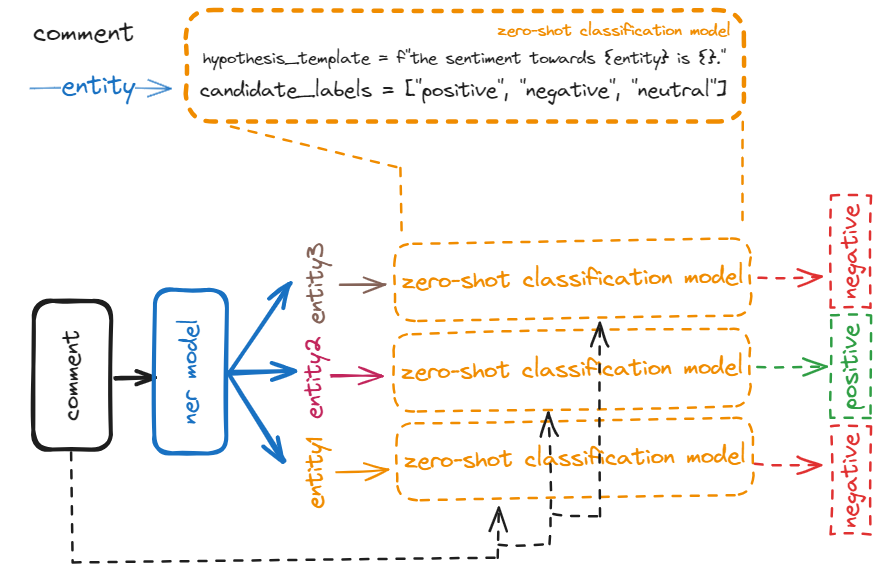 comment
zero-shot classification model
hypothesis_template = f"the sentiment towards {entity} is {}."
entity
candidate_labels = ["positive", "negative", "neutral"]
comment
ner model
entity3
zero-shot classification model
negative
entity2
zero-shot classification model
positive
entity1
zero-shot classification model
negative